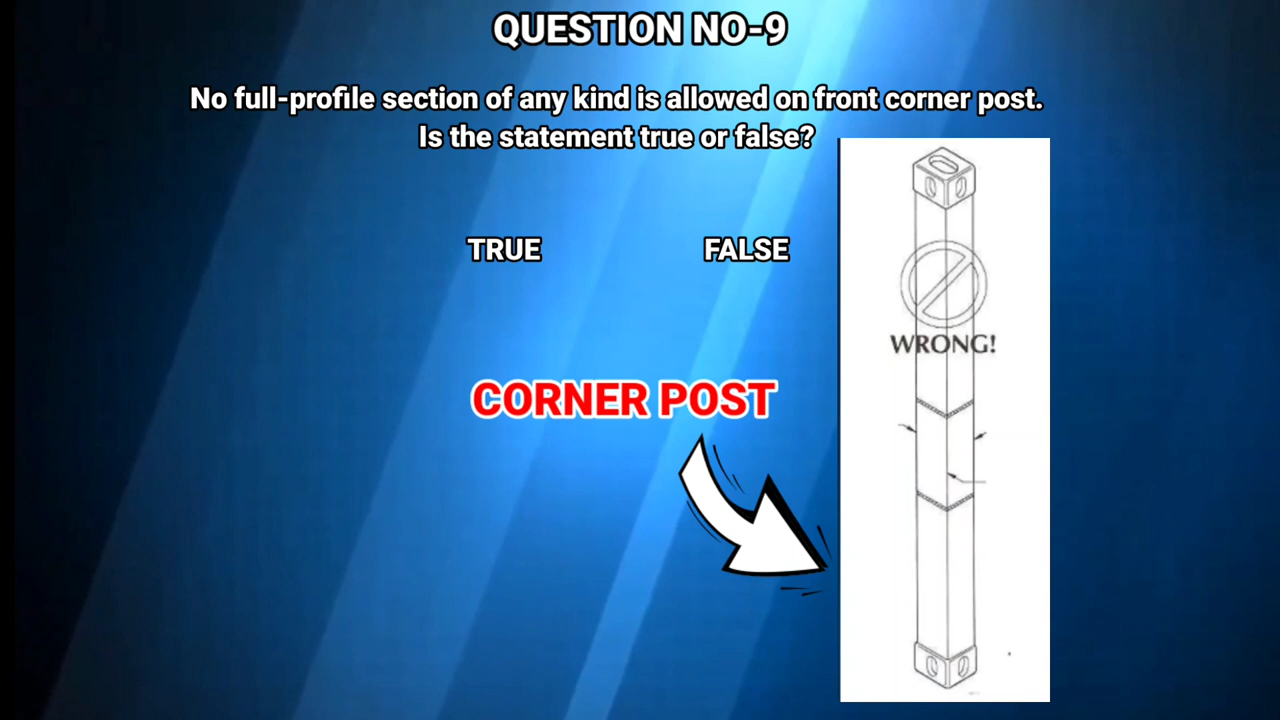 QUESTION NO-9
No full-profile section of any kind is allowed on front corner post.
Is the statement true or false?
TRUE FALSE
WRONG!
CORNER POST